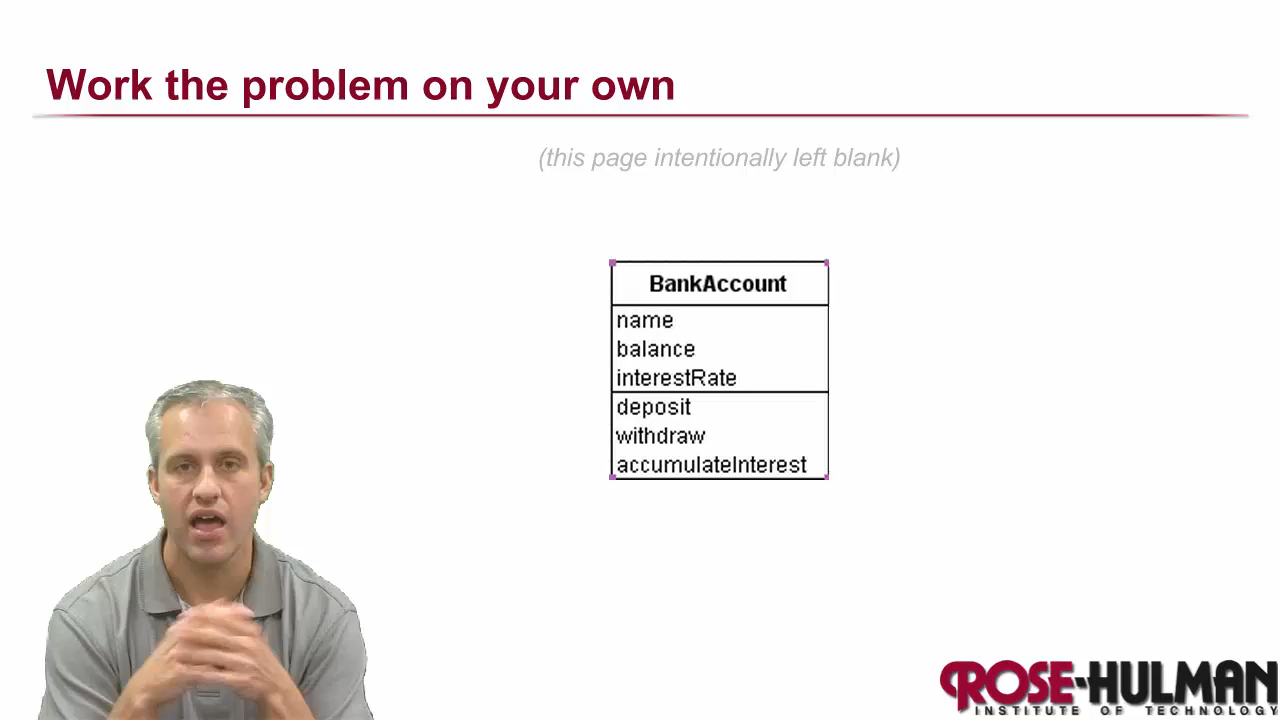 Work the problem on your own
(this page intentionally left blank)
BankAccount
name
balance
interestRate
deposit
withdraw
accumulateInterest
ROSE-HULMAN
INSTITUTE OF TECHNOLOGY